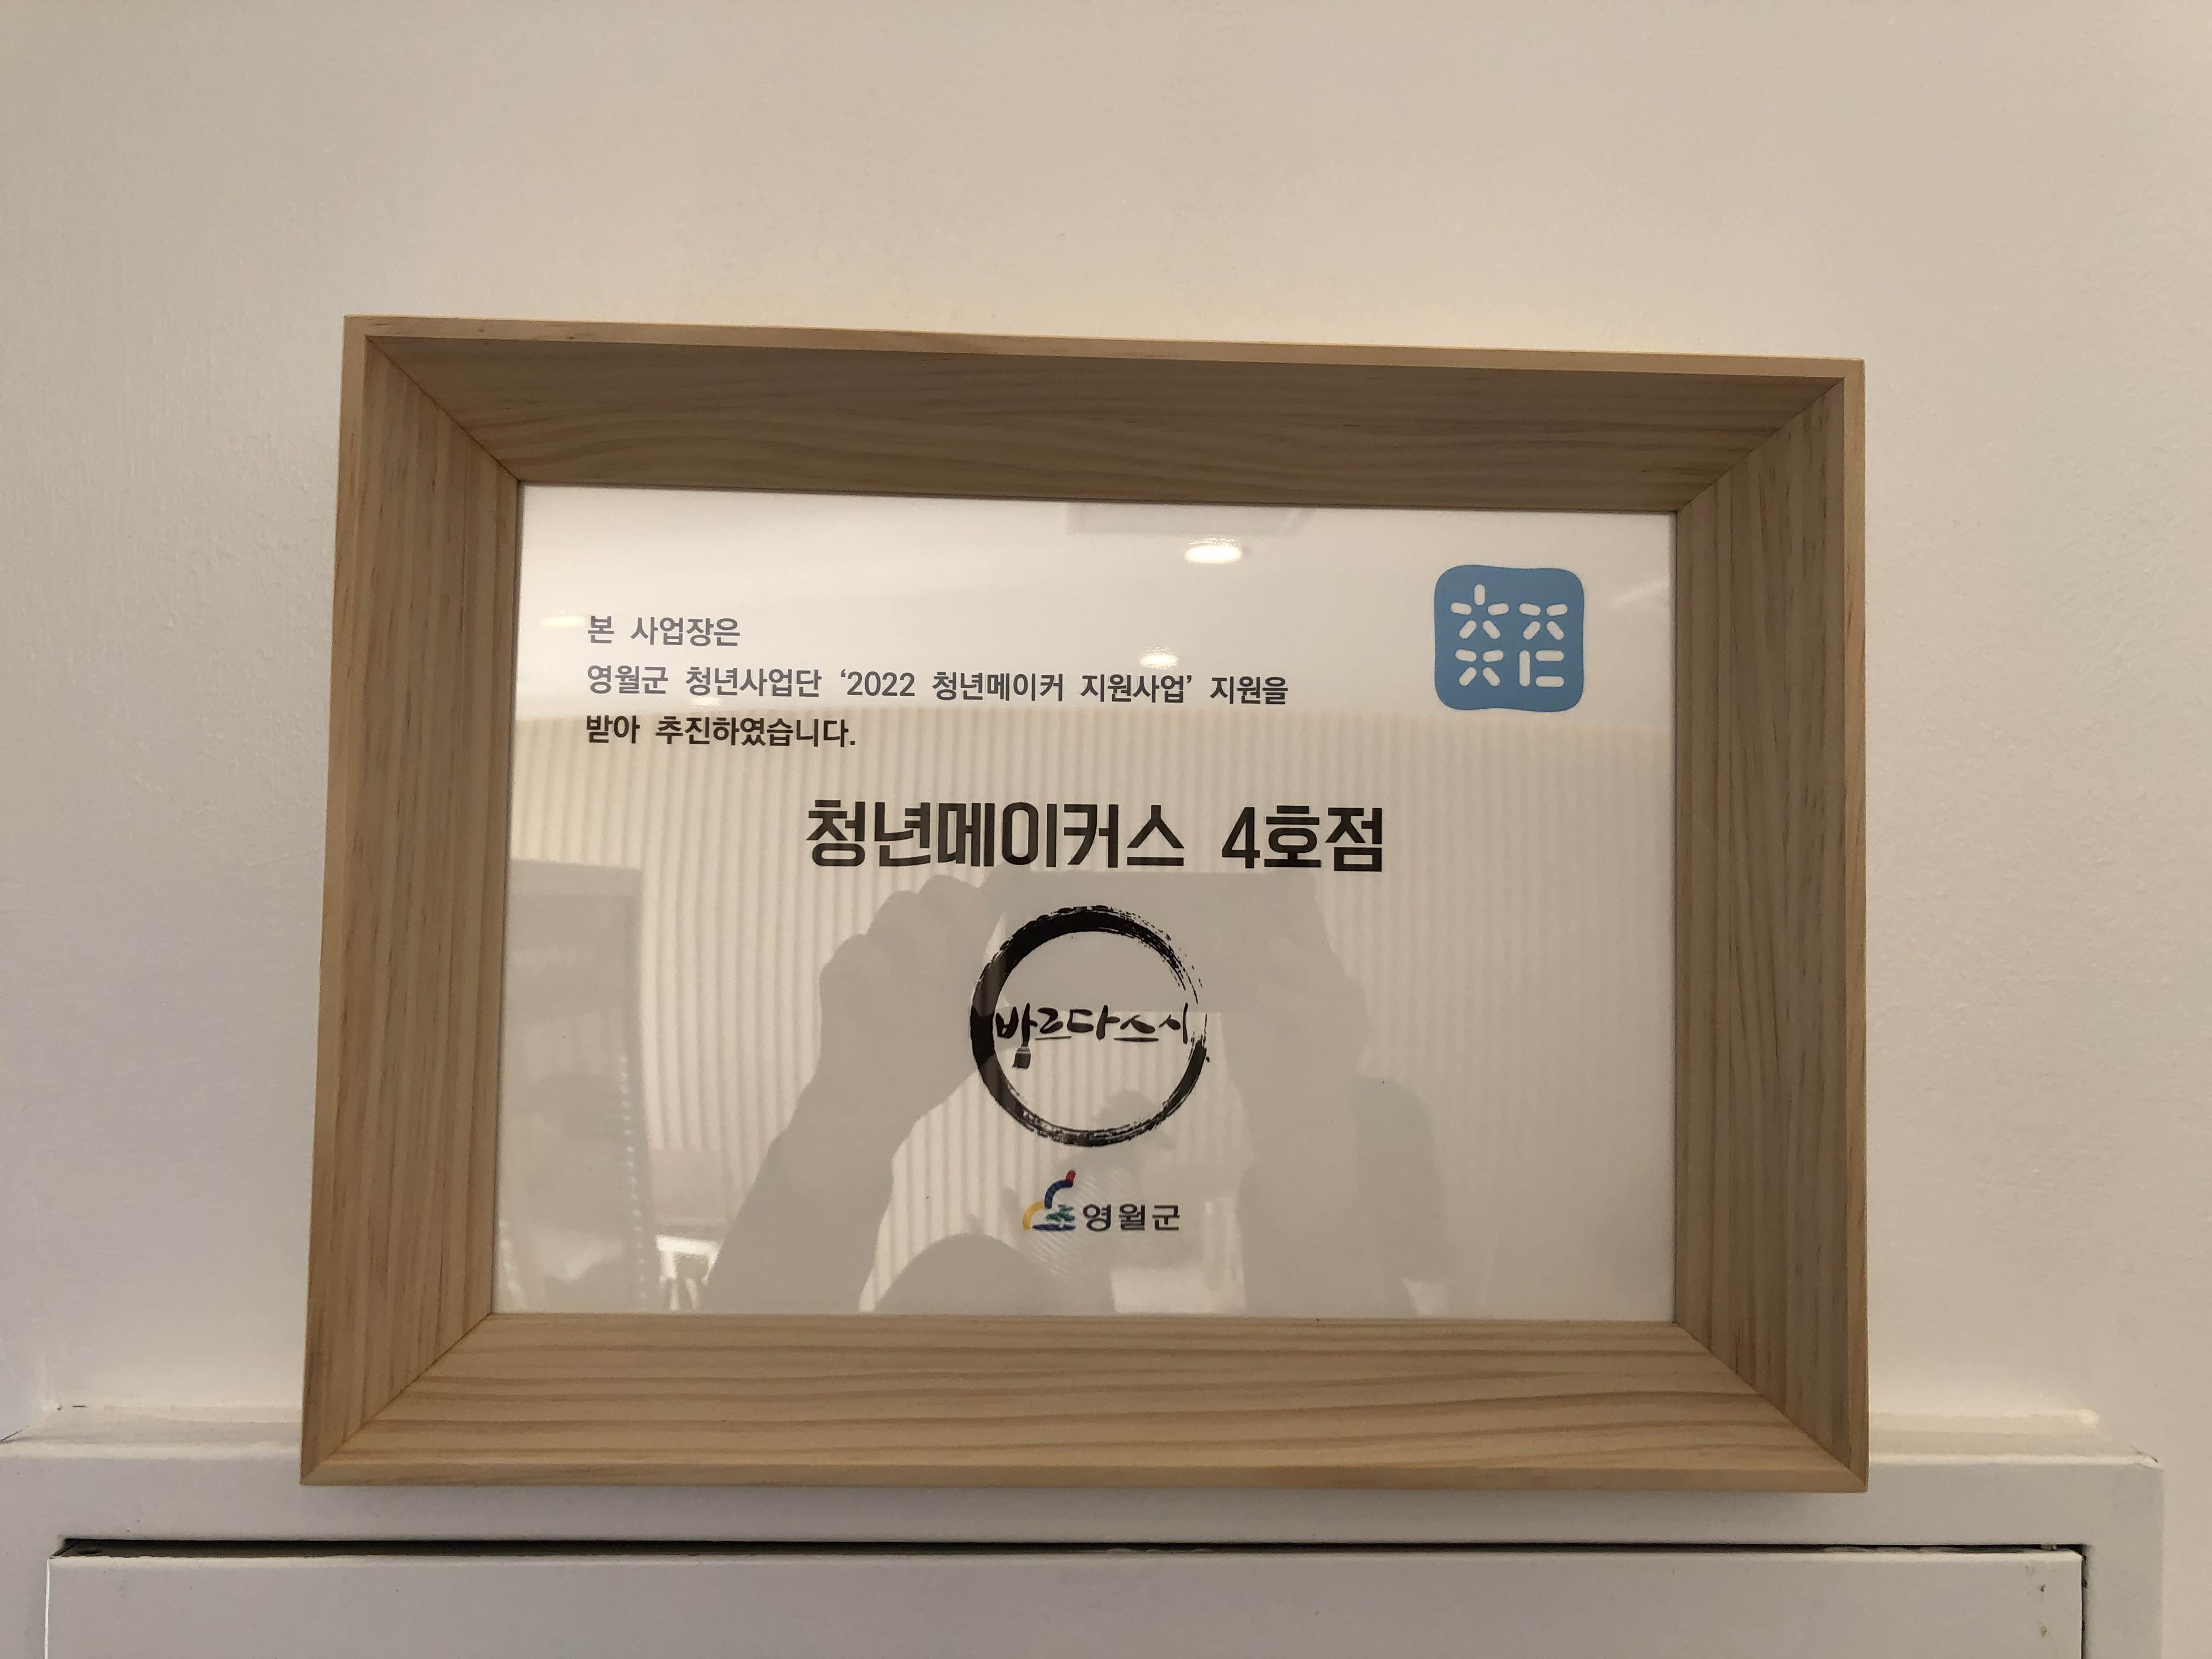 본 사업장은
영월군 청년사업단 ‘2022 청년메이커 지원사업’ 지원을
받아 추진하였습니다.
청년메이커스 4호점
바르다스시
영월군